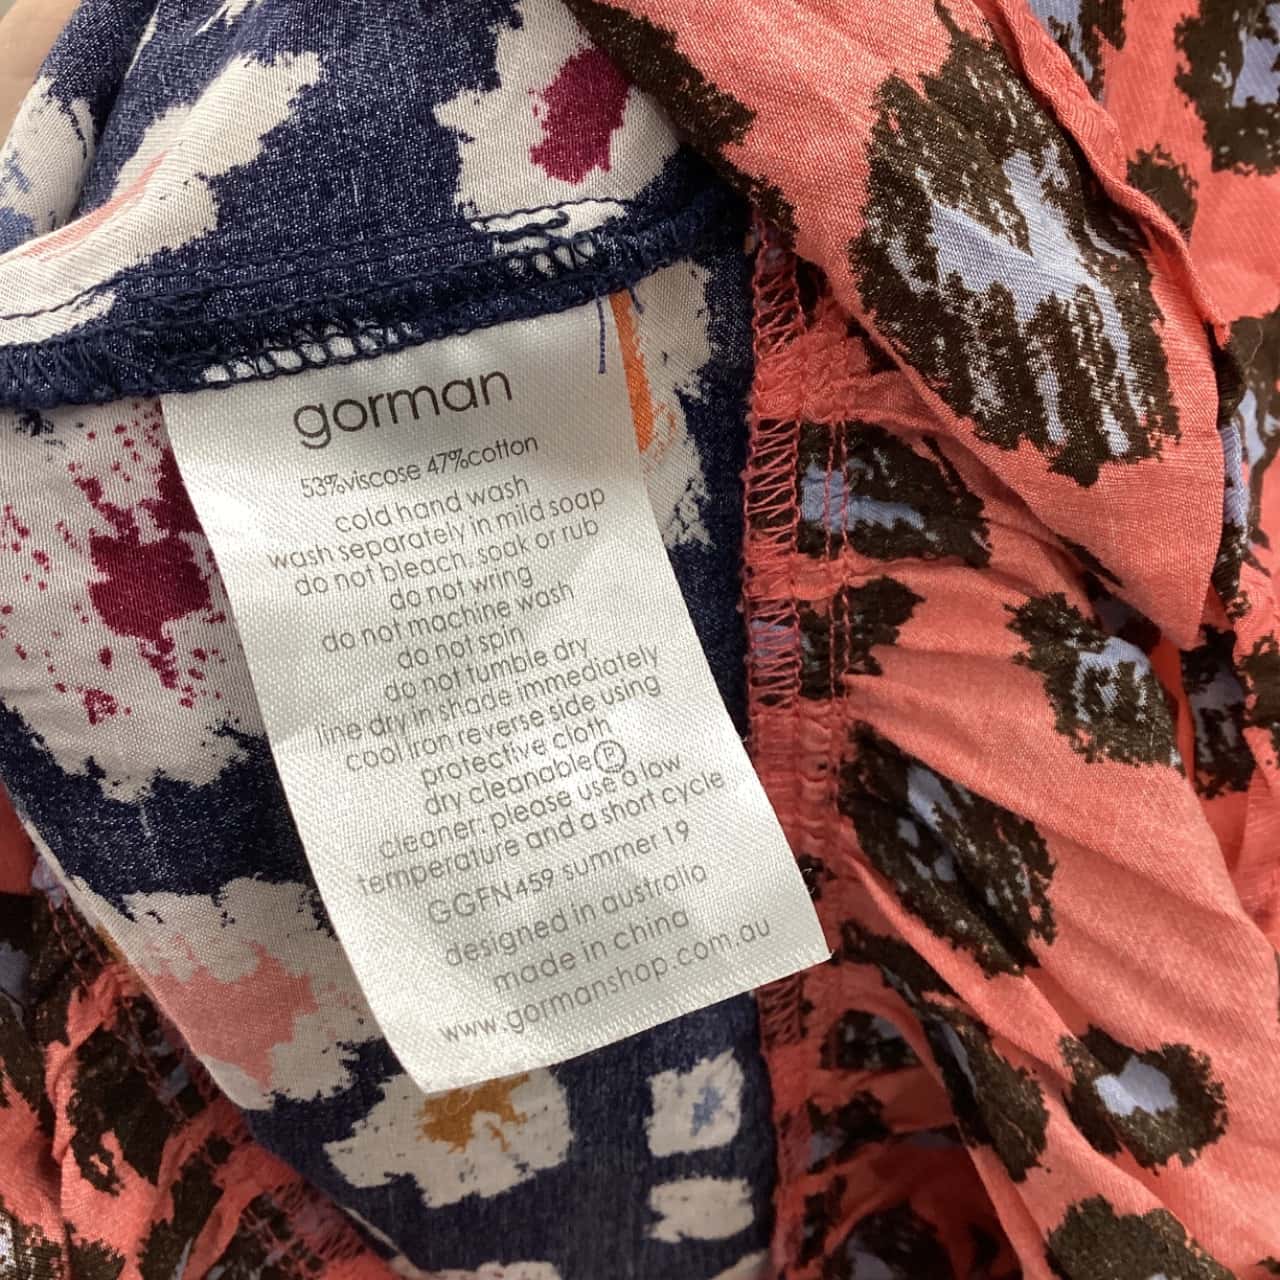 gorman
53%viscose 47%cotton
cold hand wash
wash separately in mild soap
do not bleach, soak or rub
do not wring
do not machine wash
do not spin
do not tumble dry
line dry in shade immediately
cool iron reverse side using
protective cloth
dry cleanable Ⓟ
cleaner: please use a low
temperature and a short cycle
GGFN459 summer 19
designed in australia
made in china
www.gormanshop.com.au